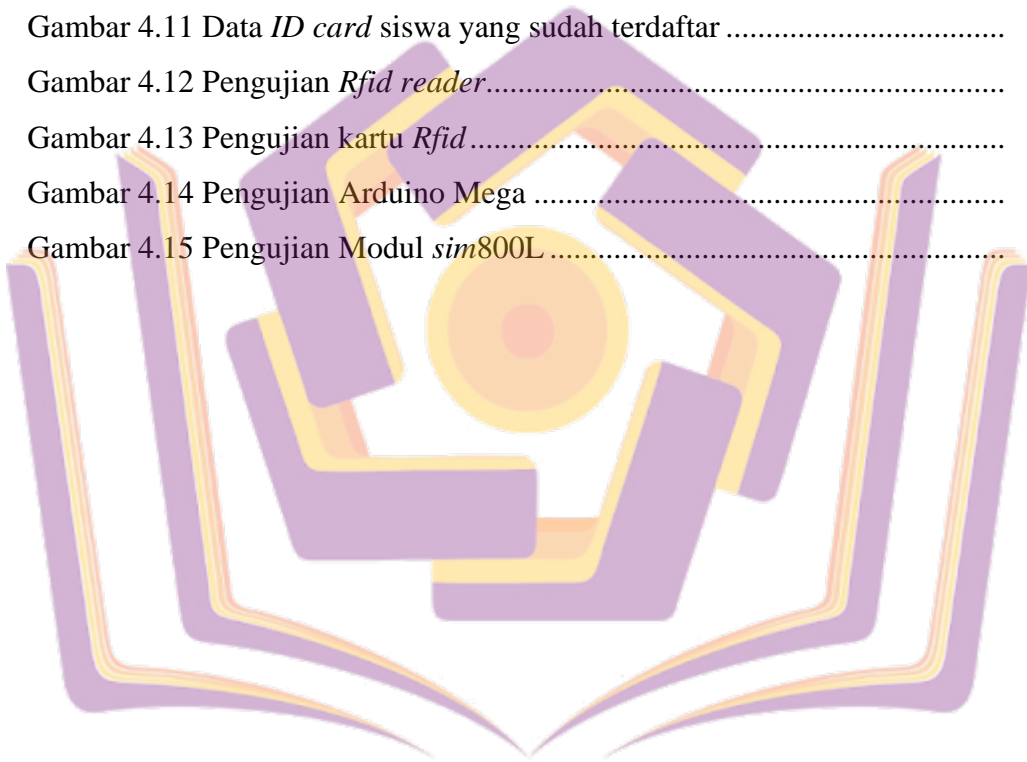 Gambar 4.11 Data ID card siswa yang sudah terdaftar .................................
Gambar 4.12 Pengujian Rfid reader..............................................................
Gambar 4.13 Pengujian kartu Rfid ................................................................
Gambar 4.14 Pengujian Arduino Mega ........................................................
Gambar 4.15 Pengujian Modul sim800L ......................................................